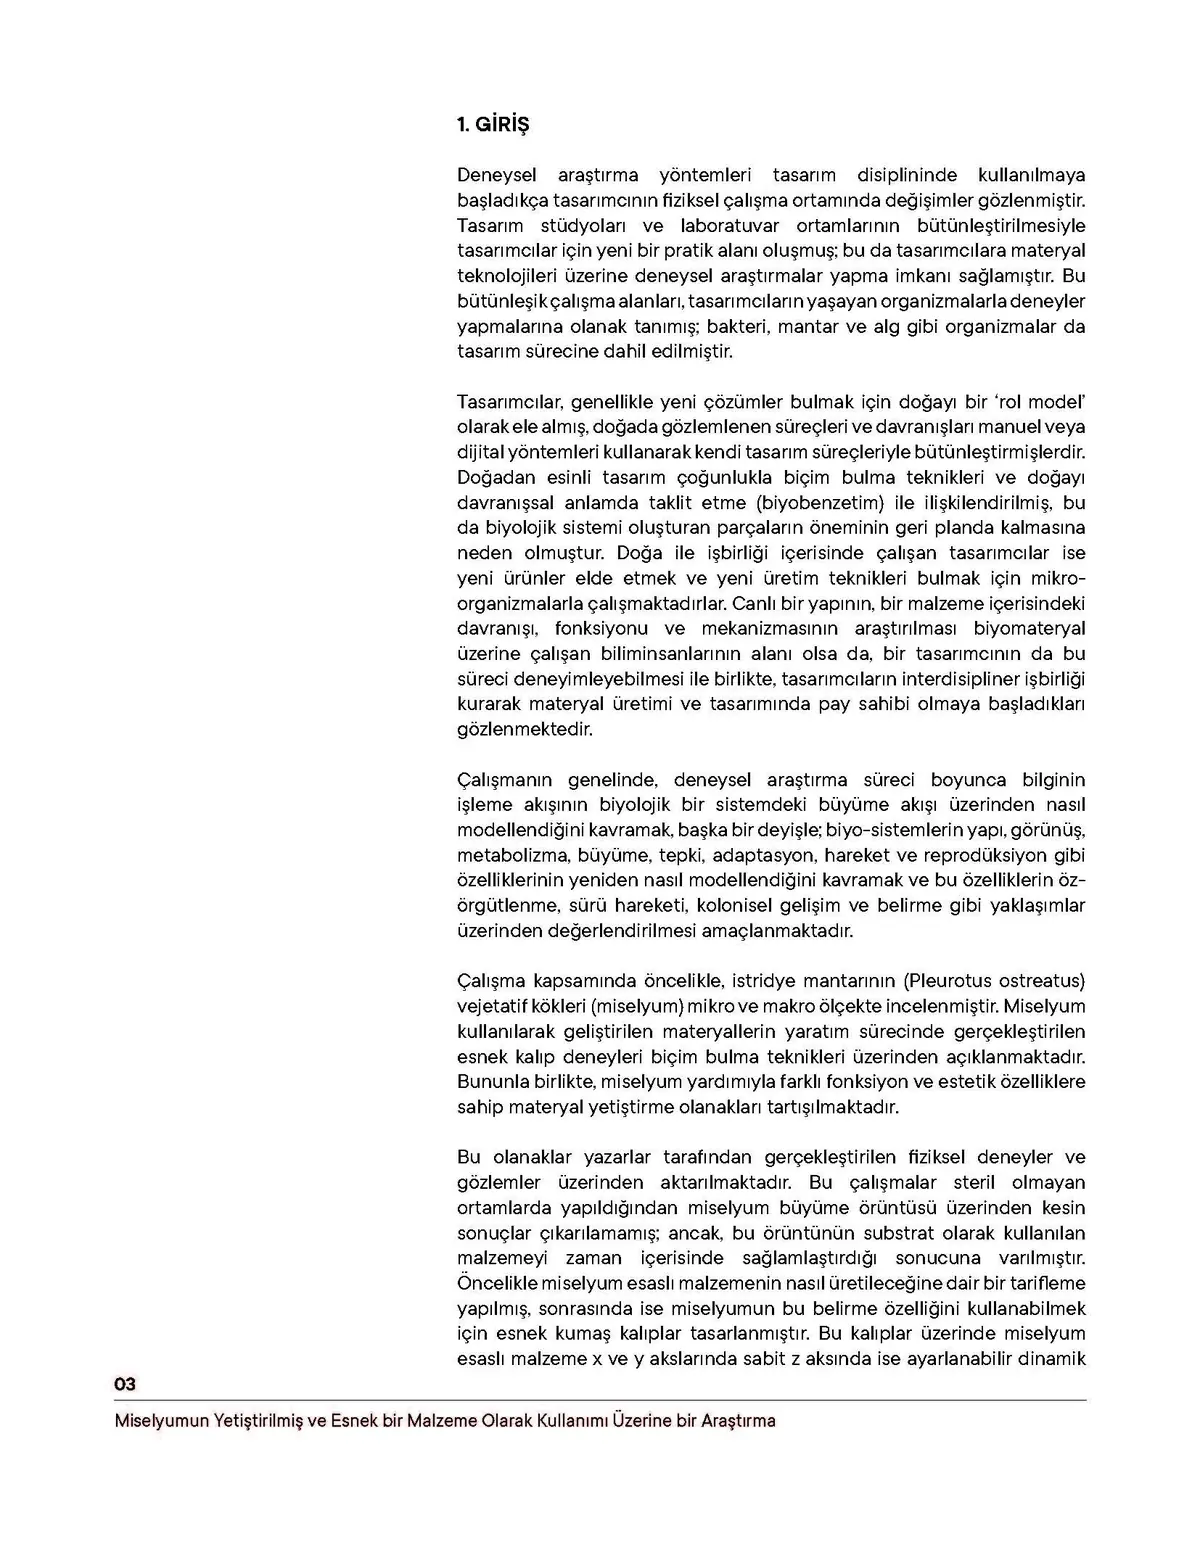 1. GİRİŞ
Deneysel araştırma yöntemleri tasarım disiplininde kullanılmaya
başladıkça tasarımcının fiziksel çalışma ortamında değişimler gözlenmiştir.
Tasarım stüdyoları ve laboratuvar ortamlarının bütünleştirilmesiyle
tasarımcılar için yeni bir pratik alanı oluşmuş; bu da tasarımcılara materyal
teknolojileri üzerine deneysel araştırmalar yapma imkanı sağlamıştır. Bu
bütünleşik çalışma alanları, tasarımcıların yaşayan organizmalarla deneyler
yapmalarına olanak tanımış; bakteri, mantar ve alg gibi organizmalar da
tasarım sürecine dahil edilmiştir.
Tasarımcılar, genellikle yeni çözümler bulmak için doğayı bir ‘rol model’
olarak ele almış, doğada gözlemlenen süreçleri ve davranışları manuel veya
dijital yöntemleri kullanarak kendi tasarım süreçleriyle bütünleştirmişlerdir.
Doğadan esinli tasarım çoğunlukla biçim bulma teknikleri ve doğayı
davranışsal anlamda taklit etme (biyobenzetim) ile ilişkilendirilmiş, bu
da biyolojik sistemi oluşturan parçaların öneminin geri planda kalmasına
neden olmuştur. Doğa ile işbirliği içerisinde çalışan tasarımcılar ise
yeni ürünler elde etmek ve yeni üretim teknikleri bulmak için mikro-
organizmalarla çalışmaktadırlar. Canlı bir yapının, bir malzeme içerisindeki
davranışı, fonksiyonu ve mekanizmasının araştırılması biyomateryal
üzerine çalışan biliminsanlarının alanı olsa da, bir tasarımcının da bu
süreci deneyimleyebilmesi ile birlikte, tasarımcıların interdisipliner işbirliği
kurarak materyal üretimi ve tasarımında pay sahibi olmaya başladıkları
gözlenmektedir.
Çalışmanın genelinde, deneysel araştırma süreci boyunca bilginin
işleme akışının biyolojik bir sistemdeki büyüme akışı üzerinden nasıl
modellendiğini kavramak, başka bir deyişle; biyo-sistemlerin yapı, görünüş,
metabolizma, büyüme, tepki, adaptasyon, hareket ve reprodüksiyon gibi
özelliklerinin yeniden nasıl modellendiğini kavramak ve bu özelliklerin öz-
örgütlenme, sürü hareketi, kolonisel gelişim ve belirme gibi yaklaşımlar
üzerinden değerlendirilmesi amaçlanmaktadır.
Çalışma kapsamında öncelikle, istridye mantarının (Pleurotus ostreatus)
vejetatif kökleri (miselyum) mikro ve makro ölçekte incelenmiştir. Miselyum
kullanılarak geliştirilen materyallerin yaratım sürecinde gerçekleştirilen
esnek kalıp deneyleri biçim bulma teknikleri üzerinden açıklanmaktadır.
Bununla birlikte, miselyum yardımıyla farklı fonksiyon ve estetik özelliklere
sahip materyal yetiştirme olanakları tartışılmaktadır.
Bu olanaklar yazarlar tarafından gerçekleştirilen fiziksel deneyler ve
gözlemler üzerinden aktarılmaktadır. Bu çalışmalar steril olmayan
ortamlarda yapıldığından miselyum büyüme örüntüsü üzerinden kesin
sonuçlar çıkarılamamış; ancak, bu örüntünün substrat olarak kullanılan
malzemeyi zaman içerisinde sağlamlaştırdığı sonucuna varılmıştır.
Öncelikle miselyum esaslı malzemenin nasıl üretileceğine dair bir tarifleme
yapılmış, sonrasında ise miselyumun bu belirme özelliğini kullanabilmek
için esnek kumaş kalıplar tasarlanmıştır. Bu kalıplar üzerinde miselyum
esaslı malzeme x ve y akslarında sabit z aksında ise ayarlanabilir dinamik
03
Miselyumun Yetiştirilmiş ve Esnek bir Malzeme Olarak Kullanımı Üzerine bir Araştırma